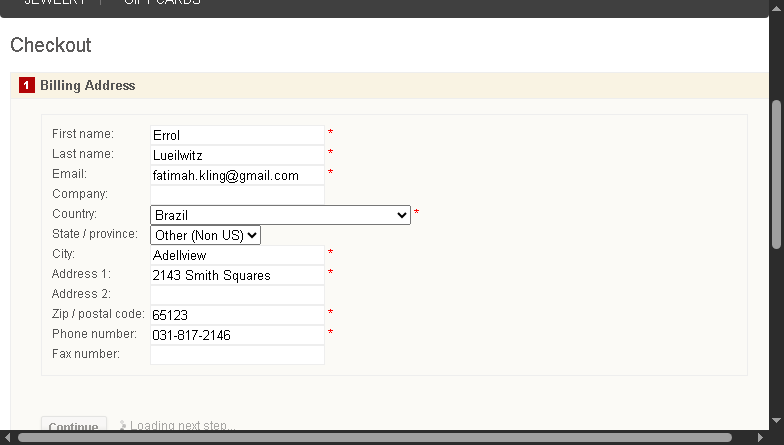 JEWELRY | GIFT CARDS
Checkout
1 Billing Address
First name: Errol *
Last name: Lueilwitz *
Email: fatimah.kling@gmail.com *
Company:
Country: Brazil *
State / province: Other (Non US)
City: Adellview *
Address 1: 2143 Smith Squares *
Address 2:
Zip / postal code: 65123 *
Phone number: 031-817-2146 *
Fax number:
Continue Loading next step...